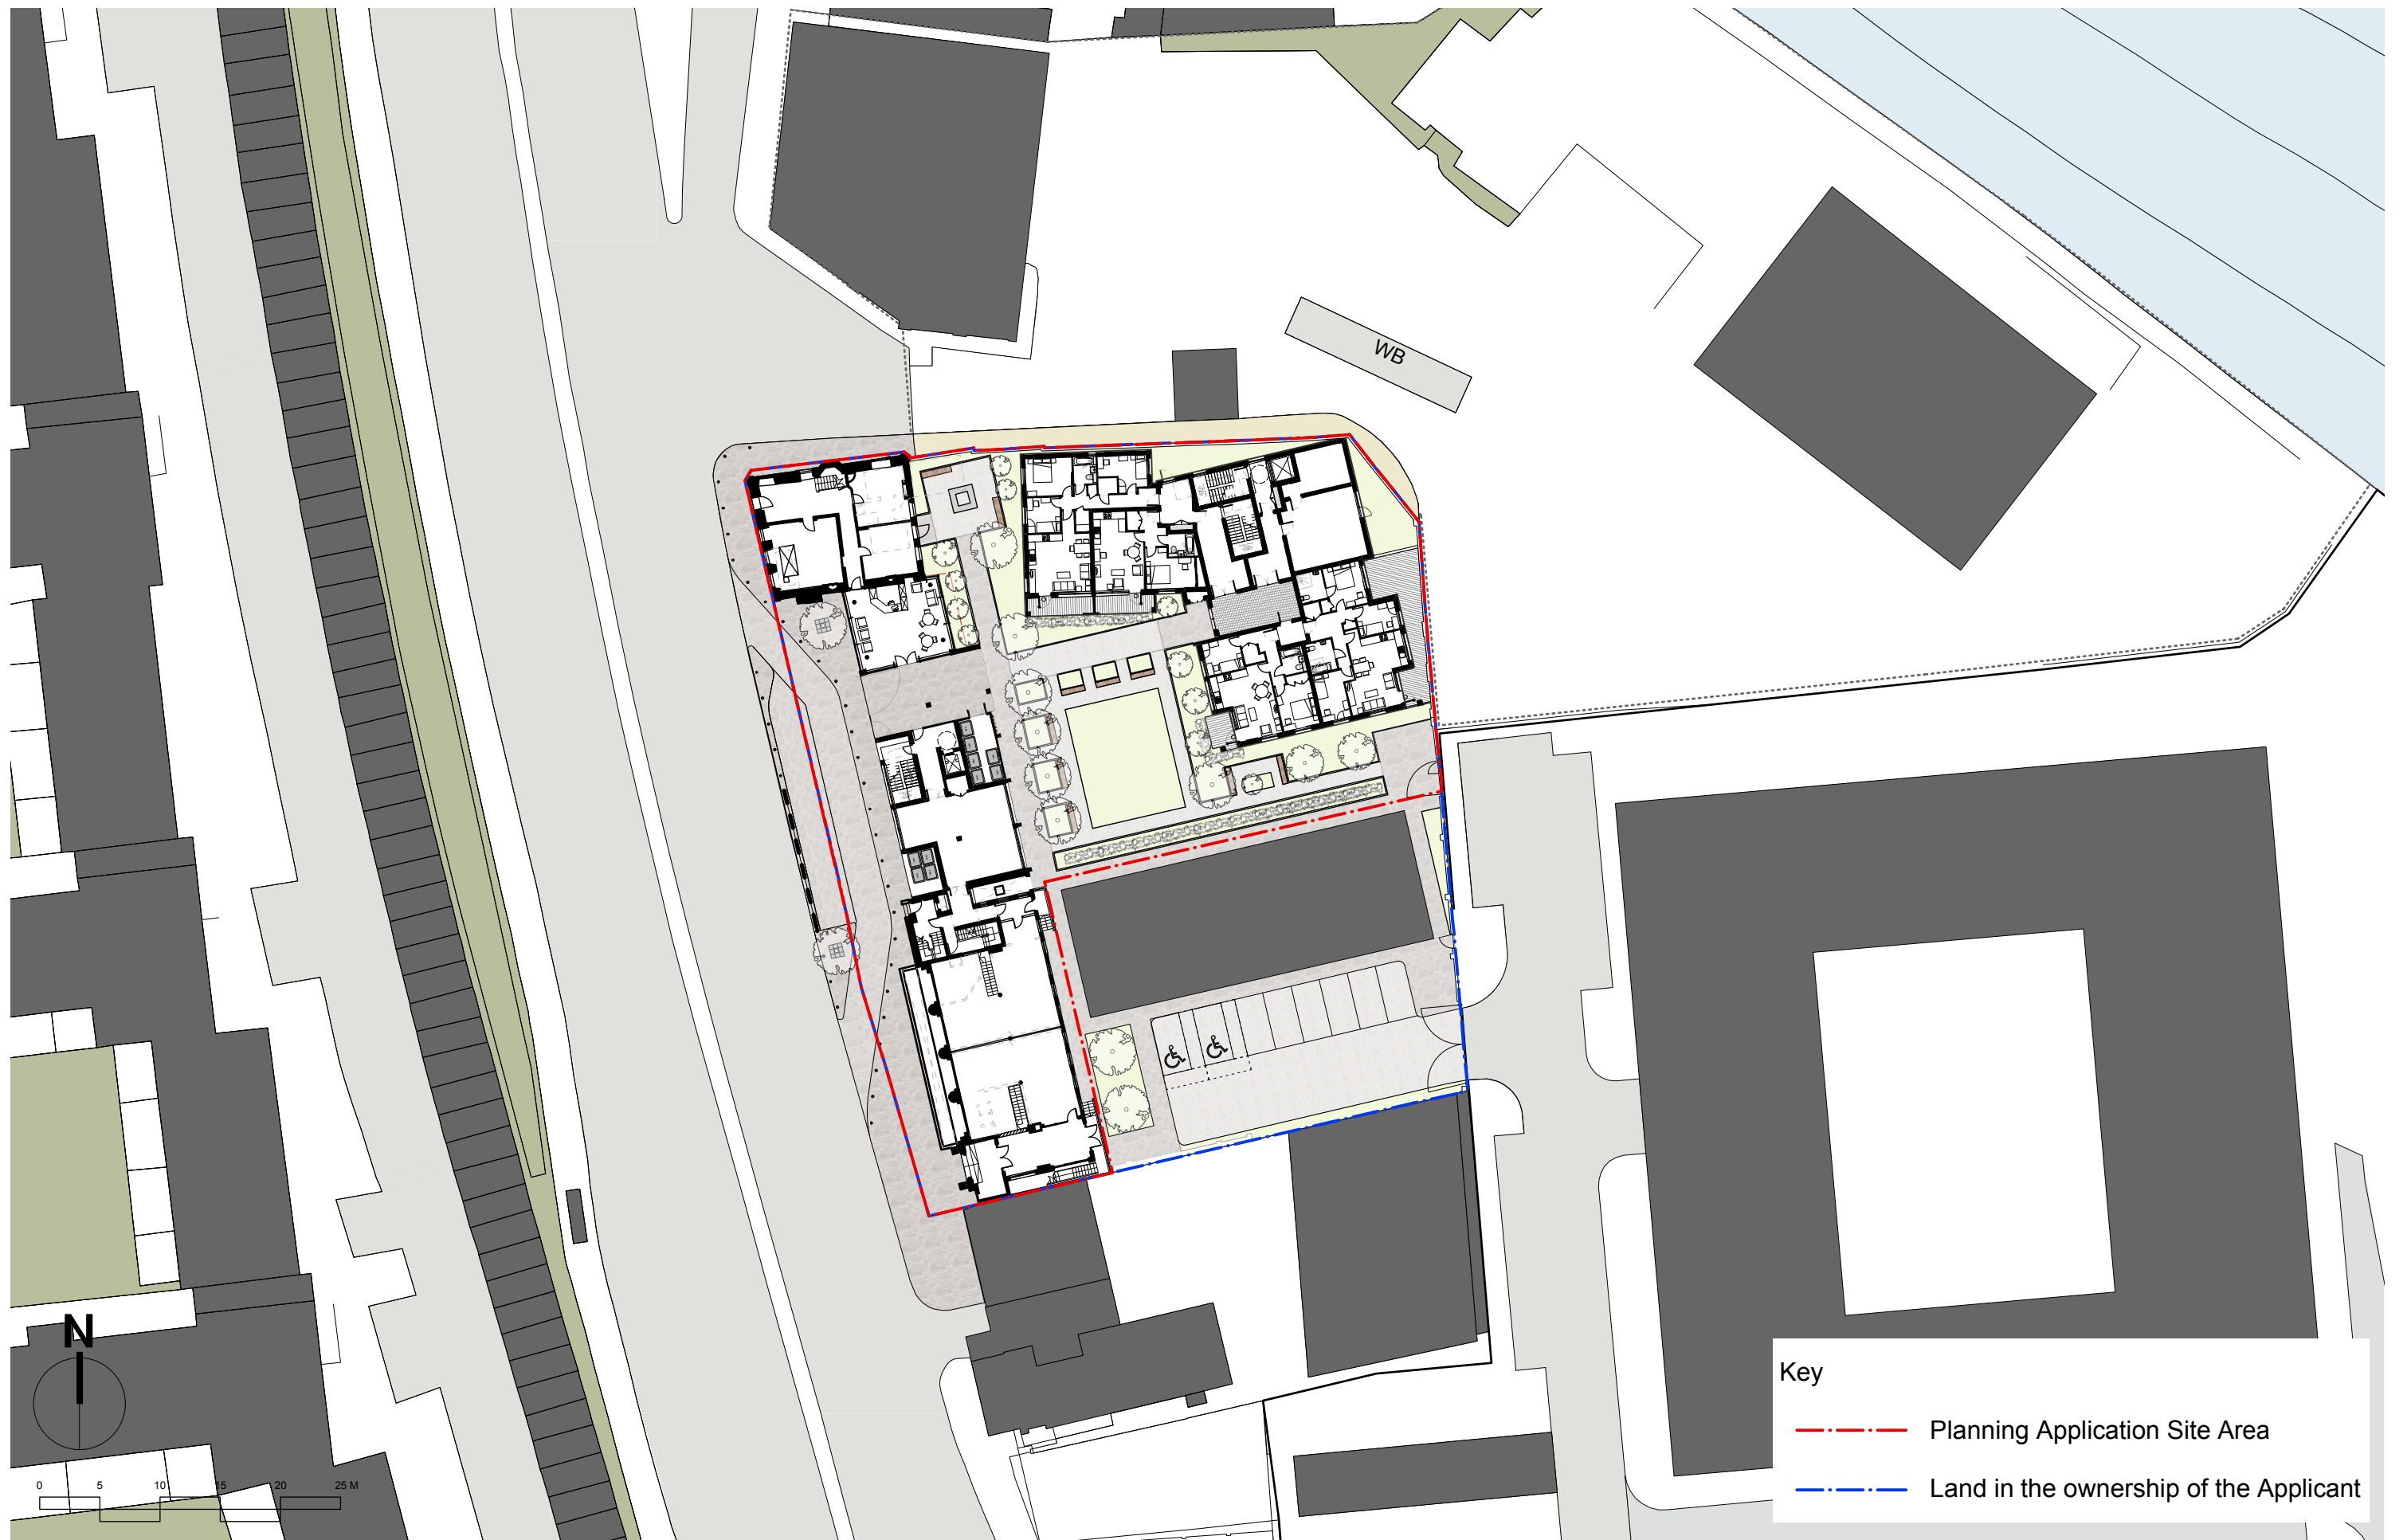 WB
N
0 5 10 15 20 25 M
Key
Planning Application Site Area
Land in the ownership of the Applicant